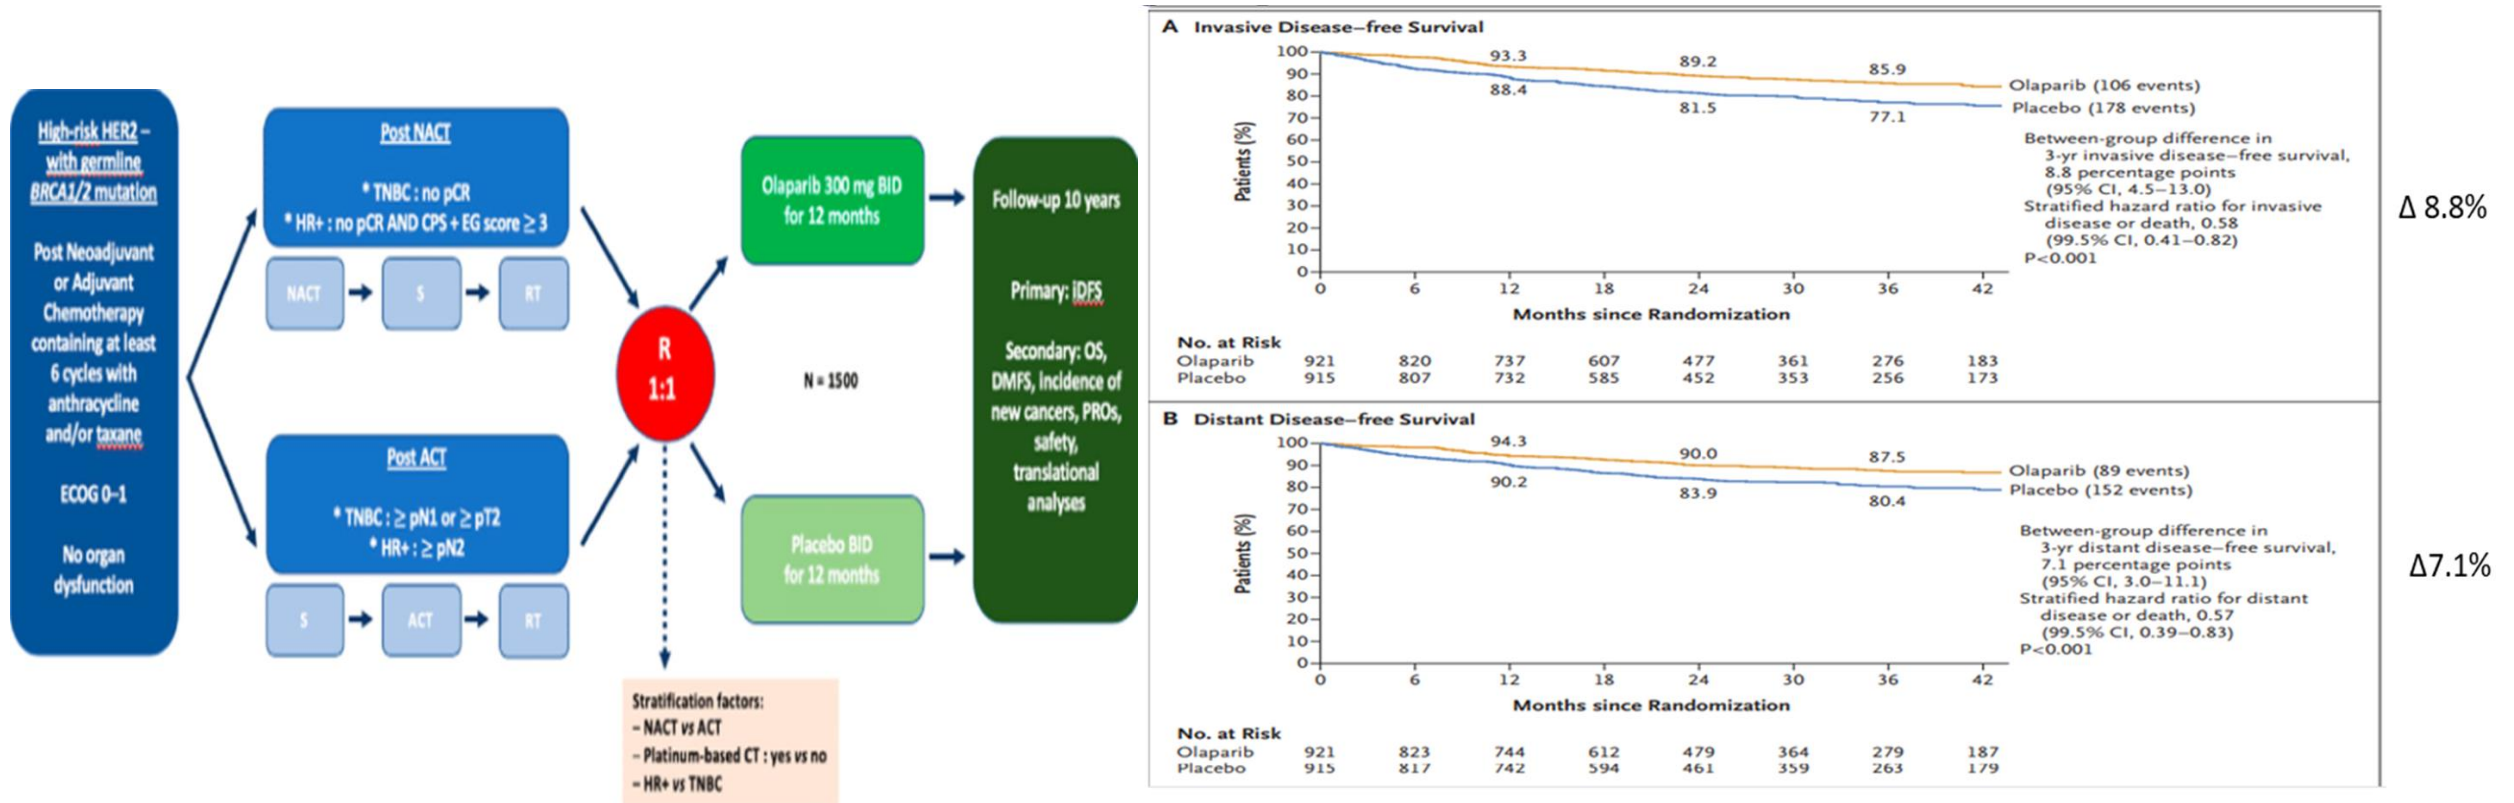 High-risk HER2 –
with germline
BRCA1/2 mutation
Post Neoadjuvant
or Adjuvant
Chemotherapy
containing at least
6 cycles with
anthracycline
and/or taxane
ECOG 0–1
No organ
dysfunction
Post NACT
* TNBC : no pCR
* HR+ : no pCR AND CPS + EG score ≥ 3
NACT
S
RT
Post ACT
* TNBC : ≥ pN1 or ≥ pT2
* HR+ : ≥ pN2
S
ACT
RT
R
1:1
Stratification factors:
– NACT vs ACT
– Platinum-based CT : yes vs no
– HR+ vs TNBC
Olaparib 300 mg BID
for 12 months
N = 1500
Placebo BID
for 12 months
Follow-up 10 years
Primary: iDFS
Secondary: OS,
DMFS, incidence of
new cancers, PROs,
safety,
translational
analyses
A Invasive Disease–free Survival
Patients (%)
100
90
80
70
60
50
40
30
20
10
0
93.3
89.2
85.9
88.4
81.5
77.1
Olaparib (106 events)
Placebo (178 events)
Between-group difference in
3-yr invasive disease–free survival,
8.8 percentage points
(95% CI, 4.5–13.0)
Stratified hazard ratio for invasive
disease or death, 0.58
(99.5% CI, 0.41–0.82)
P<0.001
0 6 12 18 24 30 36 42
Months since Randomization
No. at Risk
Olaparib 921 820 737 607 477 361 276 183
Placebo 915 807 732 585 452 353 256 173
Δ 8.8%
B Distant Disease–free Survival
Patients (%)
100
90
80
70
60
50
40
30
20
10
0
94.3
90.0
87.5
90.2
83.9
80.4
Olaparib (89 events)
Placebo (152 events)
Between-group difference in
3-yr distant disease–free survival,
7.1 percentage points
(95% CI, 3.0–11.1)
Stratified hazard ratio for distant
disease or death, 0.57
(99.5% CI, 0.39–0.83)
P<0.001
0 6 12 18 24 30 36 42
Months since Randomization
No. at Risk
Olaparib 921 823 744 612 479 364 279 187
Placebo 915 817 742 594 461 359 263 179
Δ7.1%